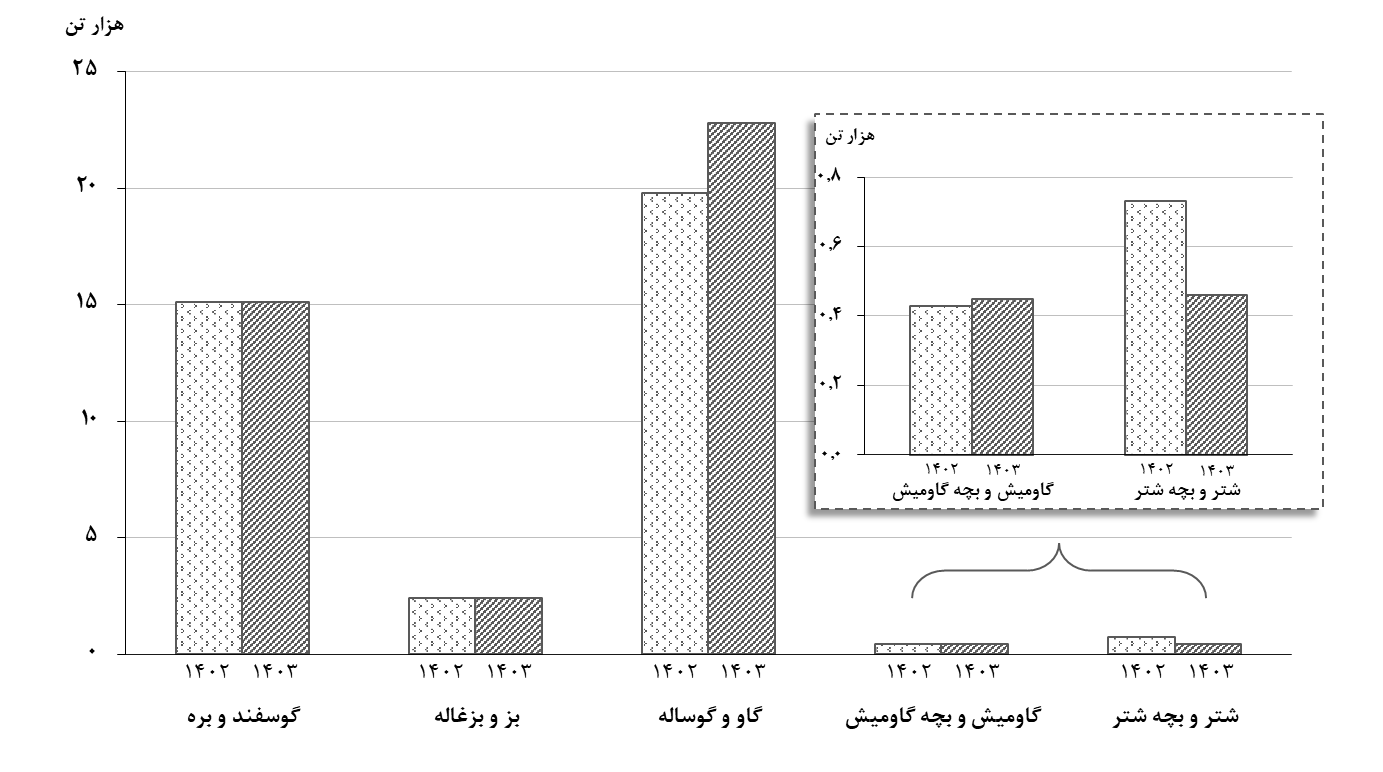 هزار تن
۲۵
۲۰
۱۵
۱۰
۵
۰
۱۴۰۲ ۱۴۰۳ ۱۴۰۲ ۱۴۰۳ ۱۴۰۲ ۱۴۰۳ ۱۴۰۲ ۱۴۰۳ ۱۴۰۲ ۱۴۰۳
گوسفند و بره بز و بزغاله گاو و گوساله گاومیش و بچه گاومیش شتر و بچه شتر
هزار تن
۰,۸
۰,۶
۰,۴
۰,۲
۰,۰
۱۴۰۲ ۱۴۰۳ ۱۴۰۲ ۱۴۰۳
گاومیش و بچه گاومیش شتر و بچه شتر